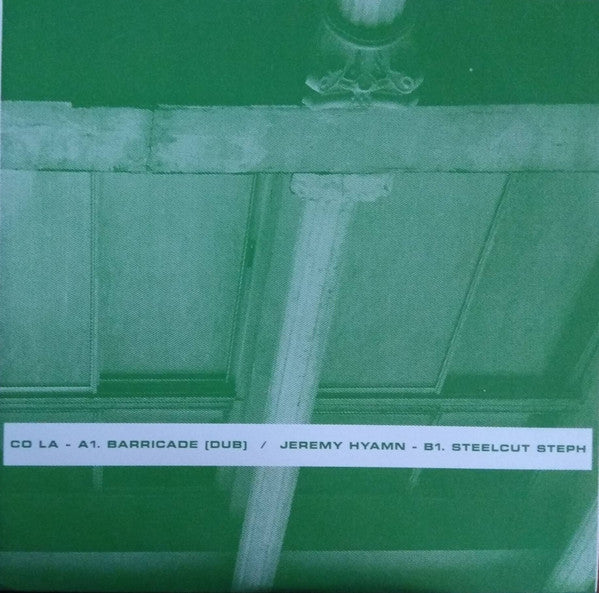 CO LA - A1. BARRICADE [DUB] / JEREMY HYAMN - B1. STEELCUT STEPH